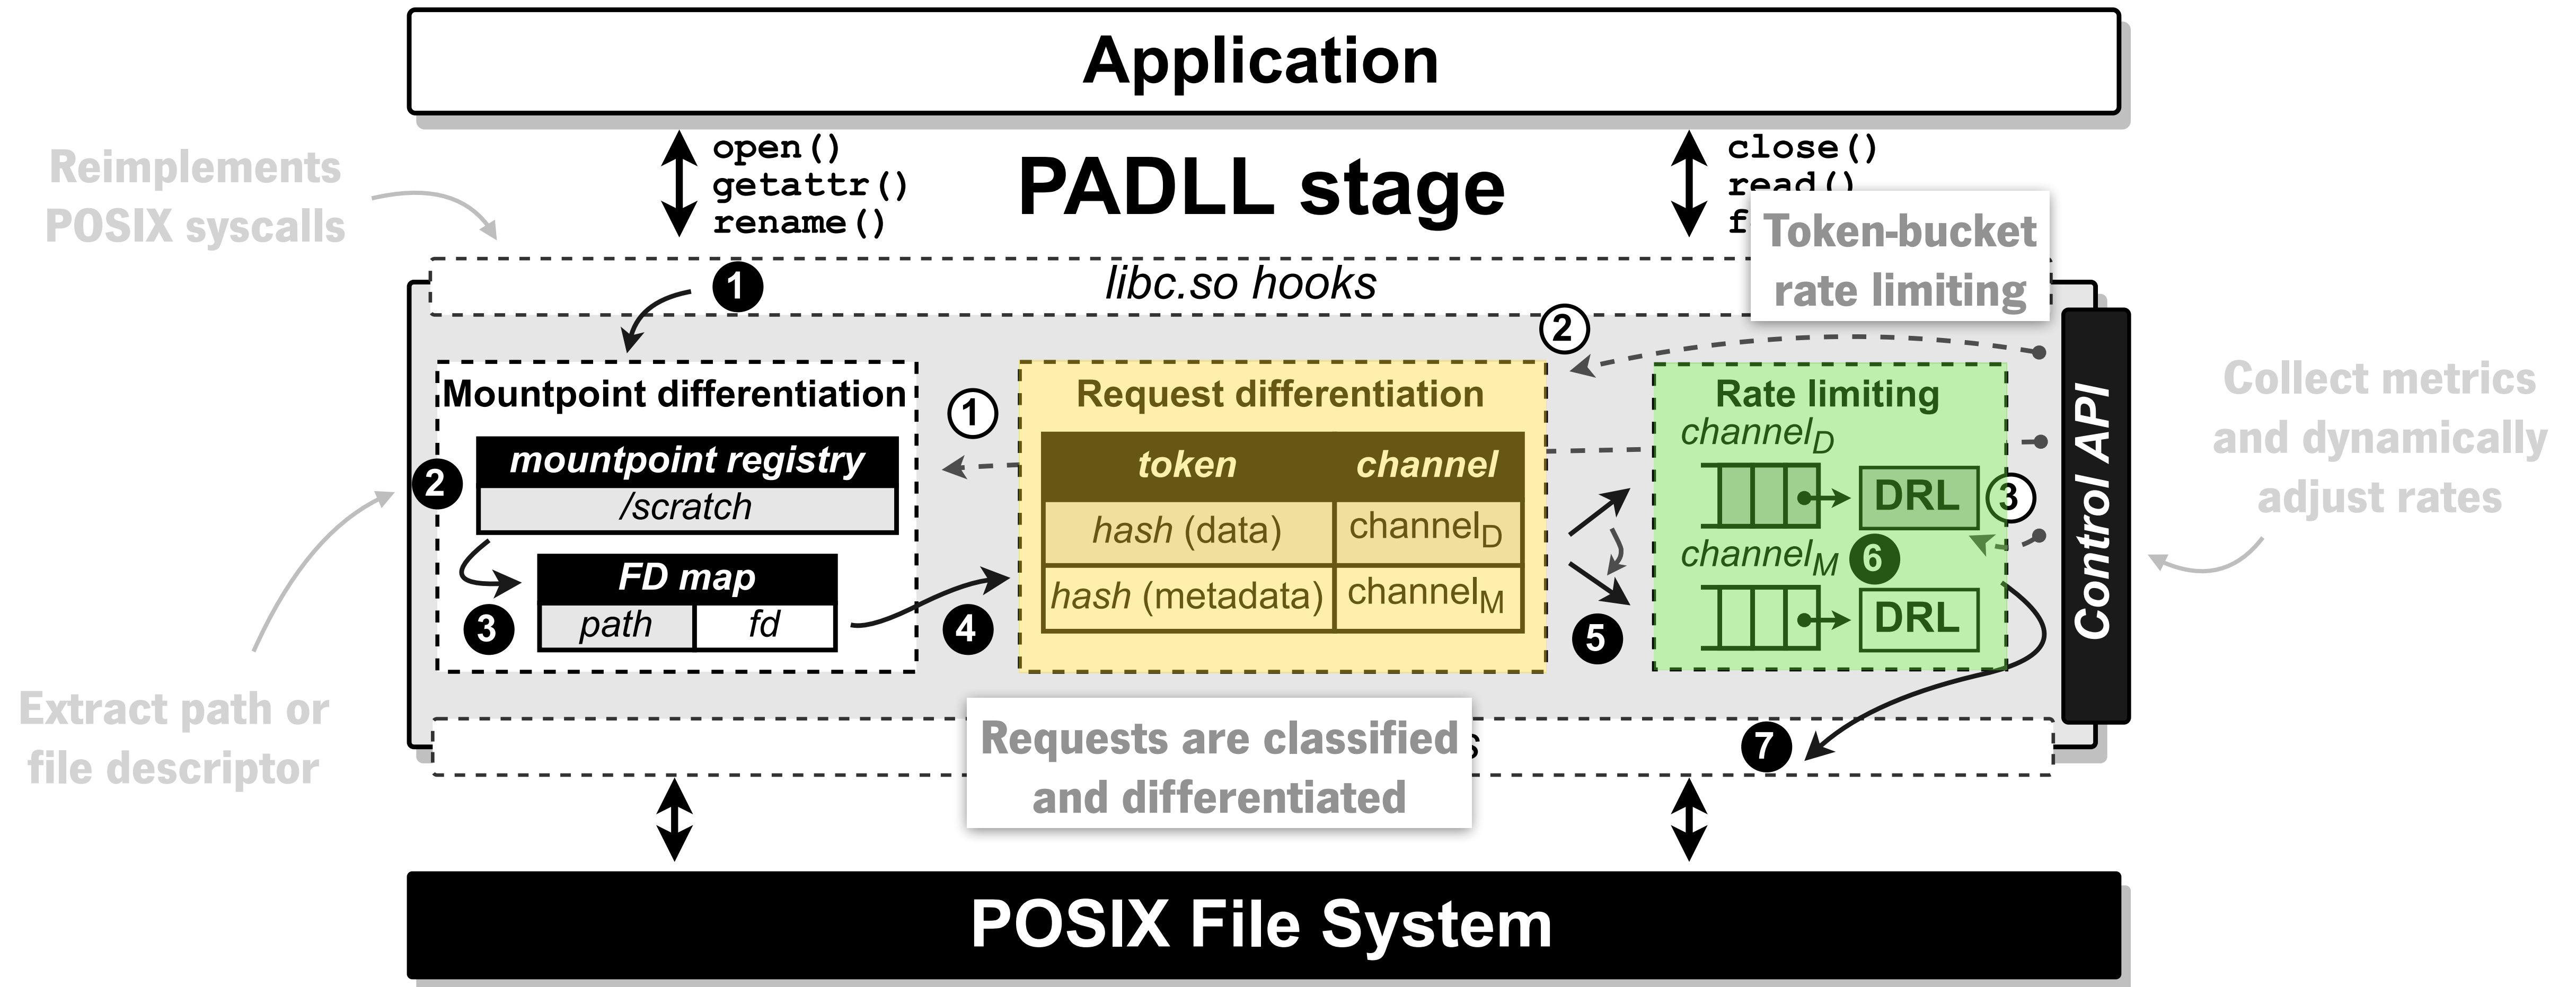 Application
Reimplements
POSIX syscalls
open()
getattr()
rename()
PADLL stage
close()
read()
f
Token-bucket
rate limiting
libc.so hooks
1
2
Mountpoint differentiation
mountpoint registry
/scratch
2
FD map
path fd
3
4
1
Request differentiation
token channel
hash (data) channelD
hash (metadata) channelM
5
Rate limiting
channelD
DRL
3
channelM
6
DRL
Control API
Collect metrics
and dynamically
adjust rates
Extract path or
file descriptor
Requests are classified
and differentiated
s
7
POSIX File System